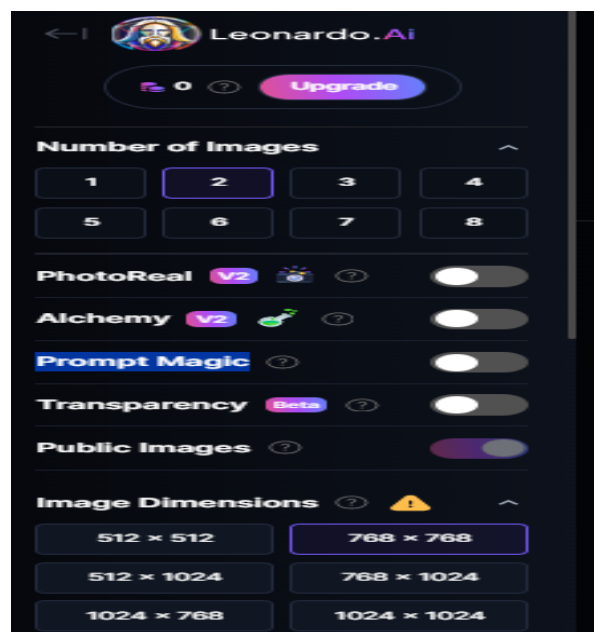 Leonardo.Ai
0 ? Upgrade
Number of Images
1 2 3 4
5 6 7 8
PhotoReal V2 ?
Alchemy V2 ?
Prompt Magic ?
Transparency Beta ?
Public Images ?
Image Dimensions ?
512 × 512 768 × 768
512 × 1024 768 × 1024
1024 × 768 1024 × 1024